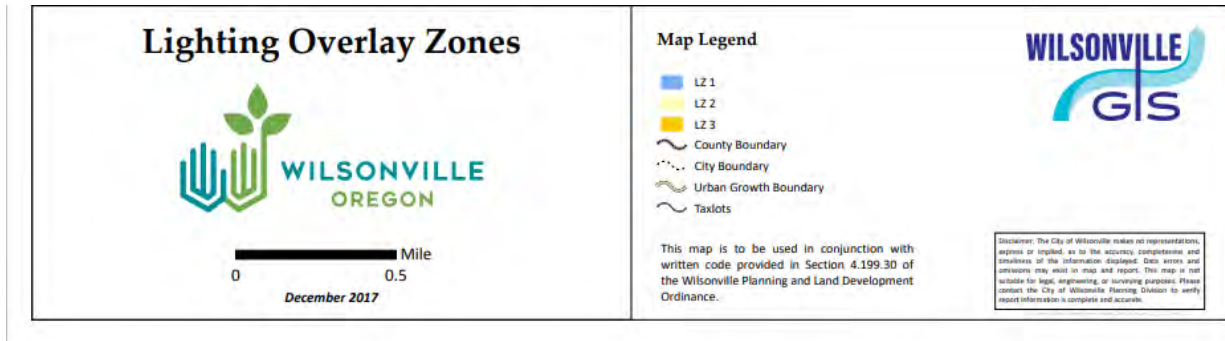 Lighting Overlay Zones
WILSONVILLE
OREGON
Mile
0 0.5
December 2017
Map Legend
LZ 1
LZ 2
LZ 3
County Boundary
City Boundary
Urban Growth Boundary
Taxlots
This map is to be used in conjunction with
written code provided in Section 4.199.30 of
the Wilsonville Planning and Land Development
Ordinance.
WILSONVILLE
GIS
Disclaimer: The City of Wilsonville makes no representations,
express or implied, as to the accuracy, completeness and
timeliness of the information displayed. Data errors and
omissions may exist in map and report. This map is not
suitable for legal, engineering, or surveying purposes. Please
contact the City of Wilsonville Planning Division to verify
report information is complete and accurate.